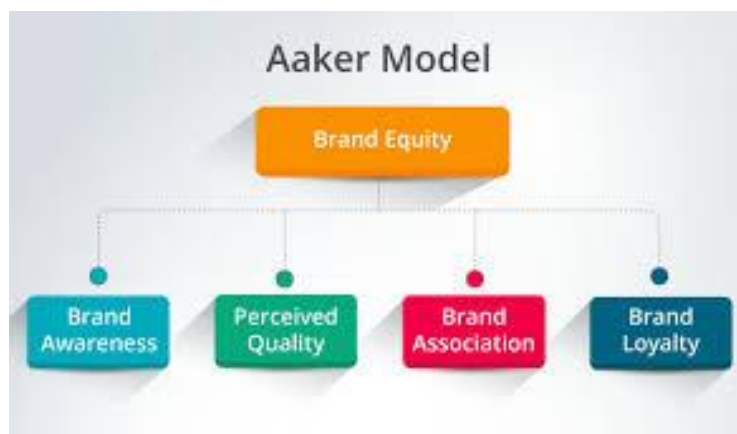 Aaker Model
Brand Equity
Brand
Awareness
Perceived
Quality
Brand
Association
Brand
Loyalty